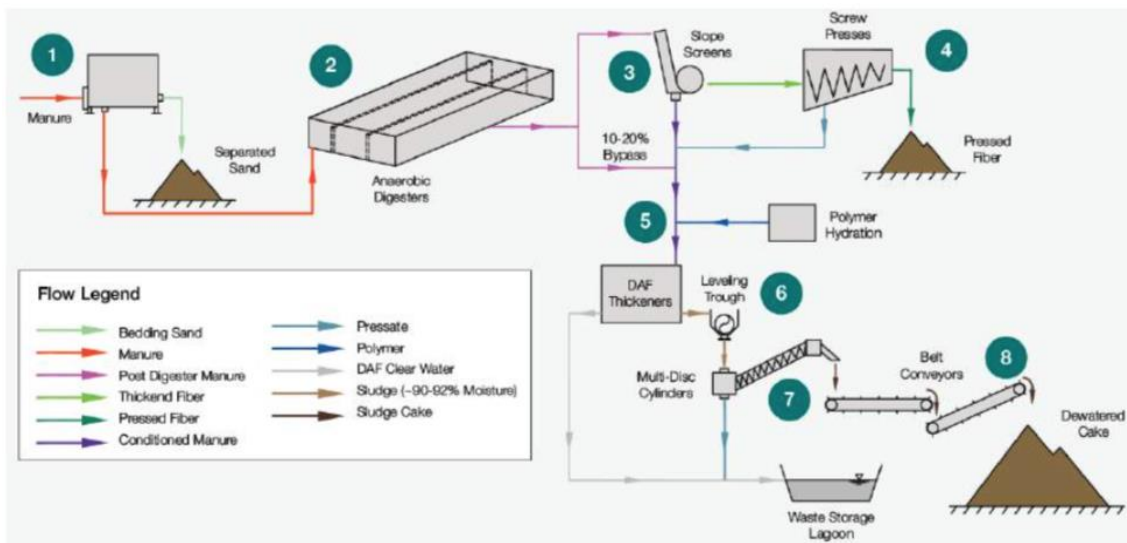 1
Manure
Separated
Sand
2
Anaerobic
Digesters
3
Slope
Screens
10-20%
Bypass
Screw
Presses
4
Pressed
Fiber
5
Polymer
Hydration
DAF
Thickeners
Leveling
Trough
6
Multi-Disc
Cylinders
7
Belt
Conveyors
8
Dewatered
Cake
Waste Storage
Lagoon
Flow Legend
Bedding Sand
Manure
Post Digester Manure
Thickend Fiber
Pressed Fiber
Conditioned Manure
Pressate
Polymer
DAF Clear Water
Sludge (~90-92% Moisture)
Sludge Cake